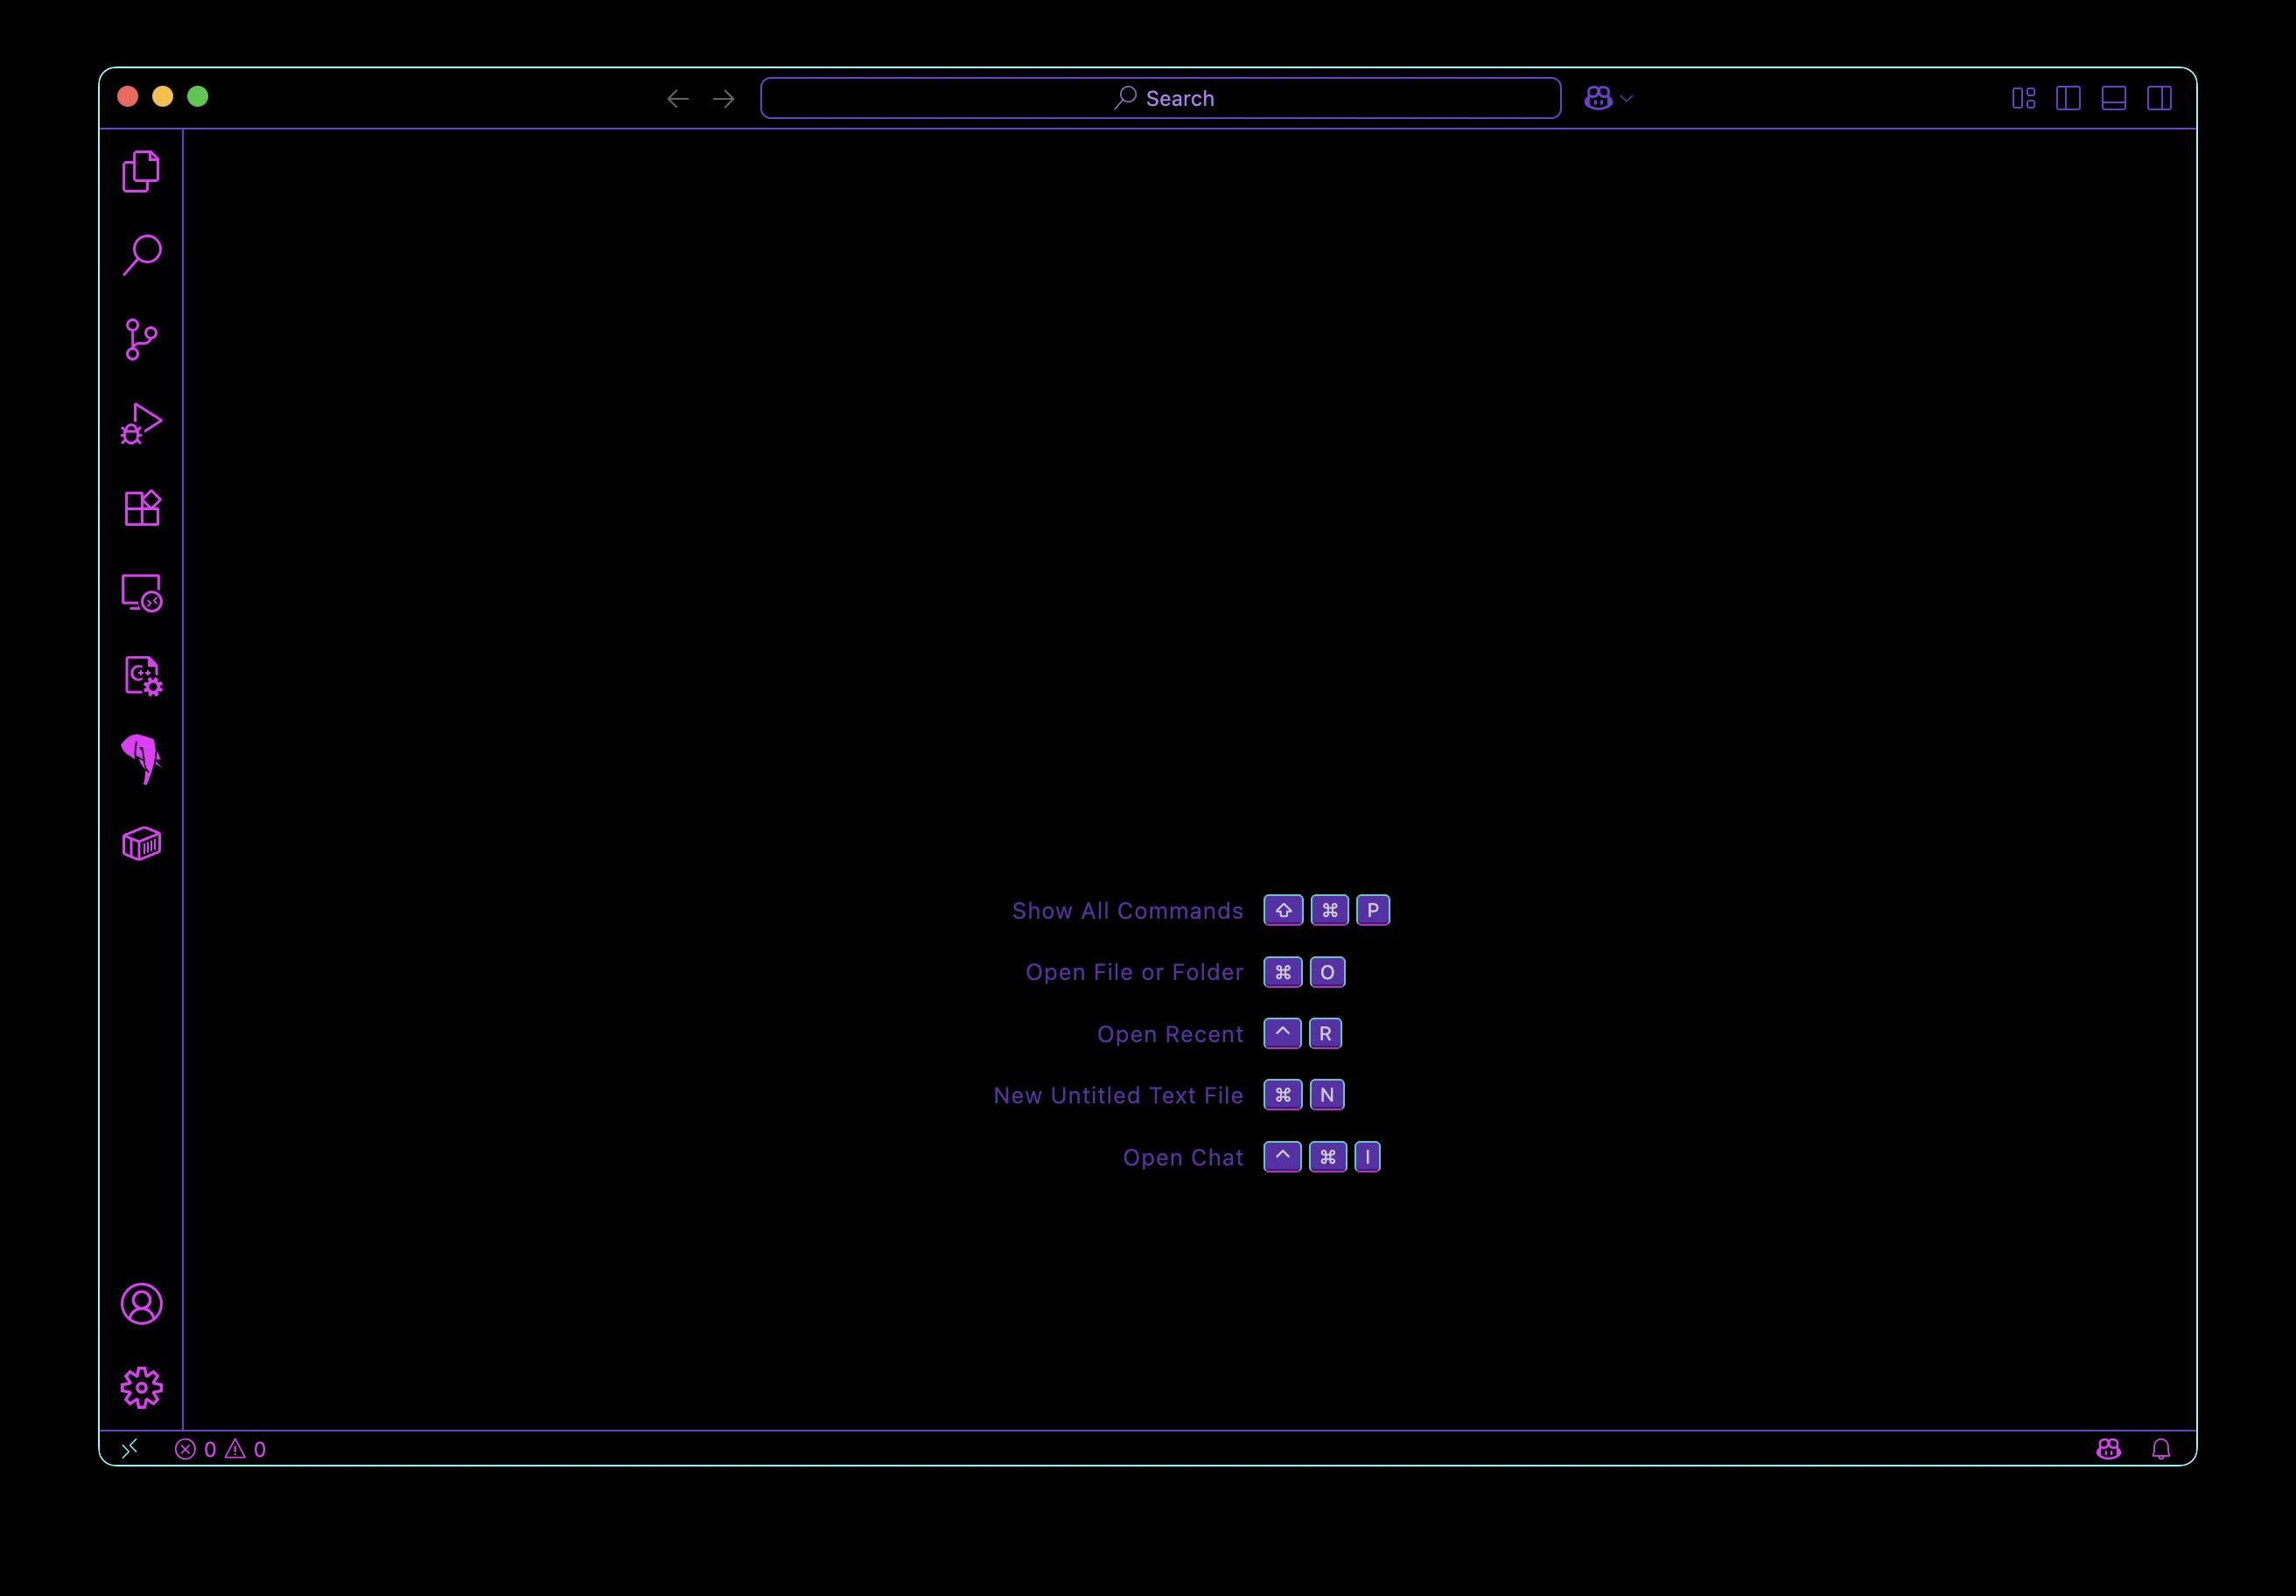 Search
C++
Show All Commands ⇧ ⌘ P
Open File or Folder ⌘ O
Open Recent ^ R
New Untitled Text File ⌘ N
Open Chat ^ ⌘ I
0 0